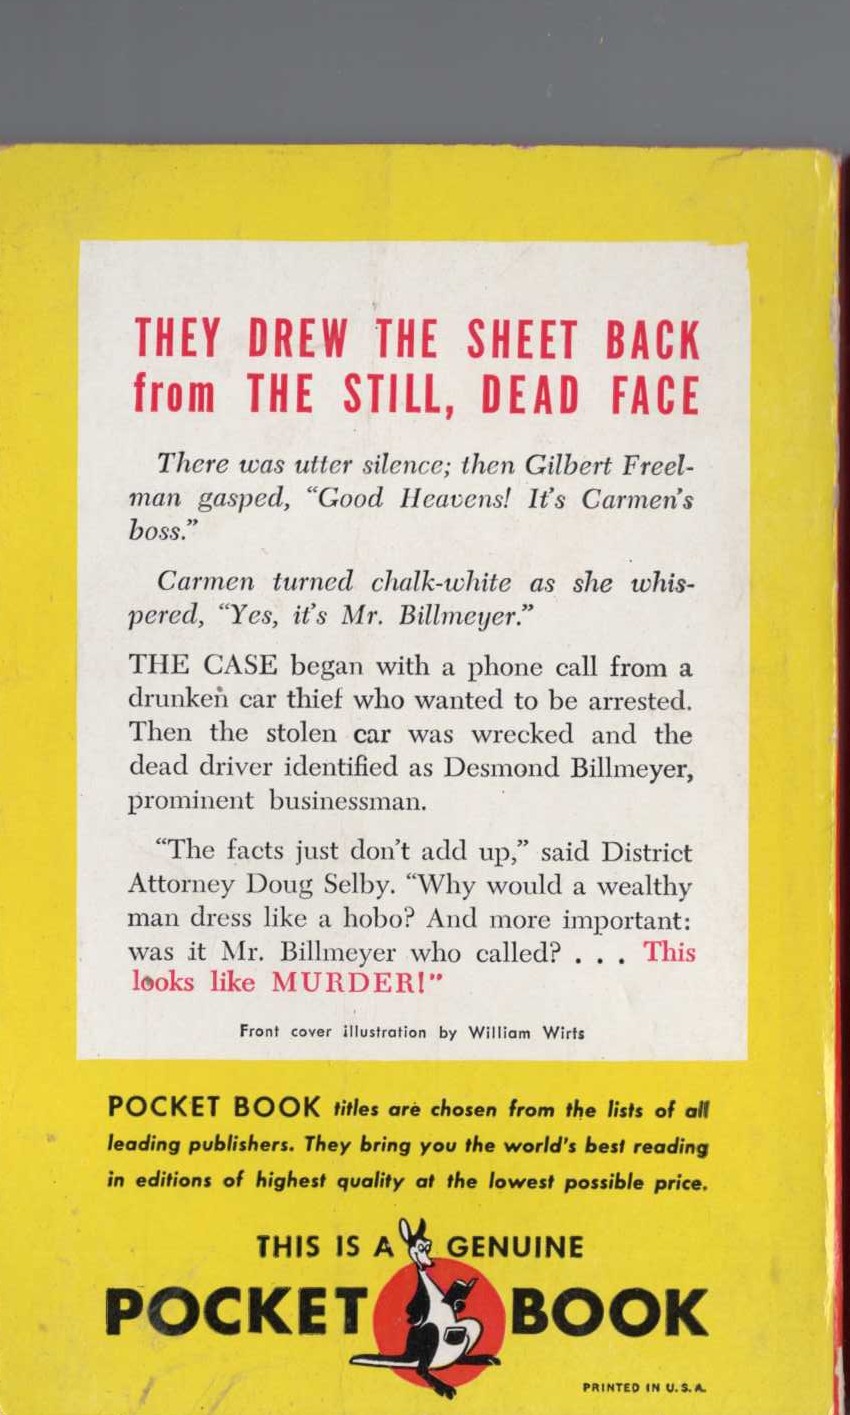 THEY DREW THE SHEET BACK
from THE STILL, DEAD FACE
There was utter silence; then Gilbert Freel-
man gasped, “Good Heavens! It’s Carmen’s
boss.”
Carmen turned chalk-white as she whis-
pered, “Yes, it’s Mr. Billmeyer.”
THE CASE began with a phone call from a
drunken car thief who wanted to be arrested.
Then the stolen car was wrecked and the
dead driver identified as Desmond Billmeyer,
prominent businessman.
“The facts just don’t add up,” said District
Attorney Doug Selby. “Why would a wealthy
man dress like a hobo? And more important:
was it Mr. Billmeyer who called? . . . This
looks like MURDER!”
Front cover illustration by William Wirts
POCKET BOOK titles are chosen from the lists of all
leading publishers. They bring you the world’s best reading
in editions of highest quality at the lowest possible price.
THIS IS A GENUINE
POCKET BOOK
PRINTED IN U.S.A.